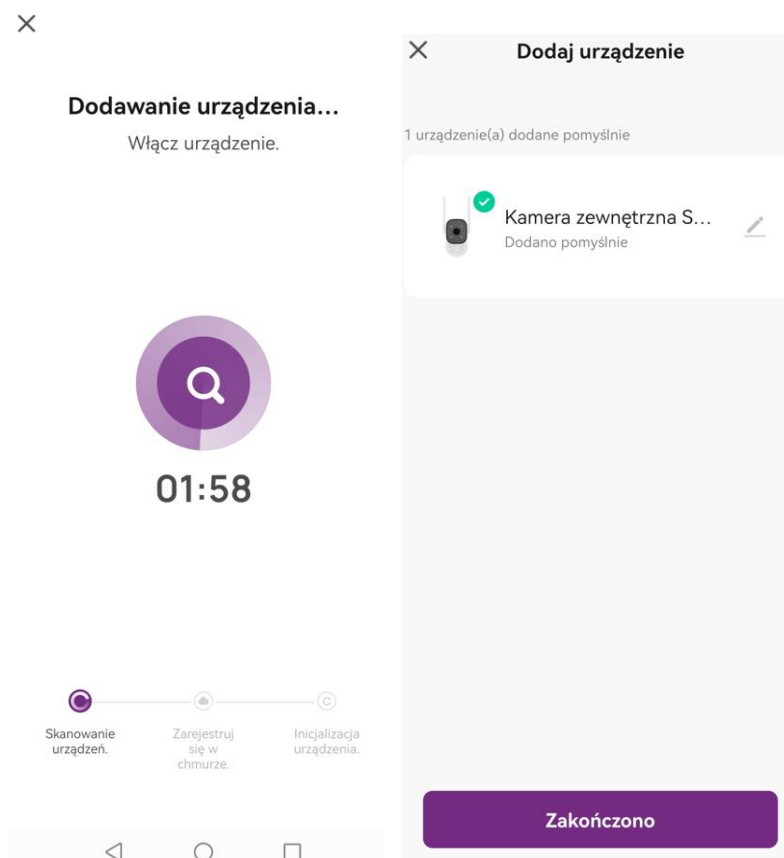 Dodawanie urządzenia...
Włącz urządzenie.
01:58
Skanowanie
urządzeń.
Zarejestruj
się w
chmurze.
Inicjalizacja
urządzenia.
Dodaj urządzenie
1 urządzenie(a) dodane pomyślnie
Kamera zewnętrzna S...
Dodano pomyślnie
Zakończono